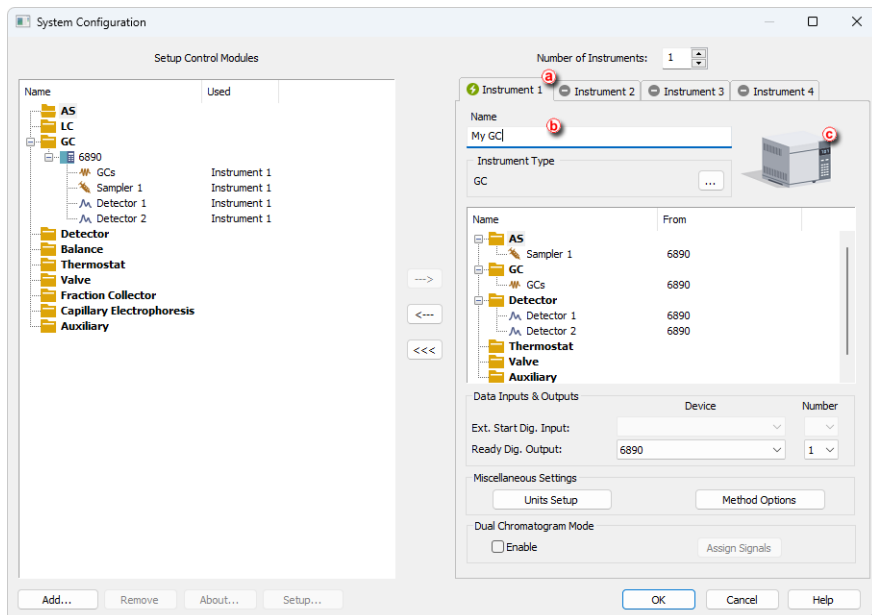 System Configuration
Setup Control Modules
Number of Instruments: 1
Name Used
AS
LC
GC
6890
GCs Instrument 1
Sampler 1 Instrument 1
Detector 1 Instrument 1
Detector 2 Instrument 1
Detector
Balance
Thermostat
Valve
Fraction Collector
Capillary Electrophoresis
Auxiliary
--->
<---
<<<
a
Instrument 1 Instrument 2 Instrument 3 Instrument 4
Name
b
My GC
c
Instrument Type
GC ...
Name From
AS
Sampler 1 6890
GC
GCs 6890
Detector
Detector 1 6890
Detector 2 6890
Thermostat
Valve
Auxiliary
Data Inputs & Outputs
Device Number
Ext. Start Dig. Input:
Ready Dig. Output: 6890 1
Miscellaneous Settings
Units Setup Method Options
Dual Chromatogram Mode
Enable Assign Signals
Add... Remove About... Setup... OK Cancel Help